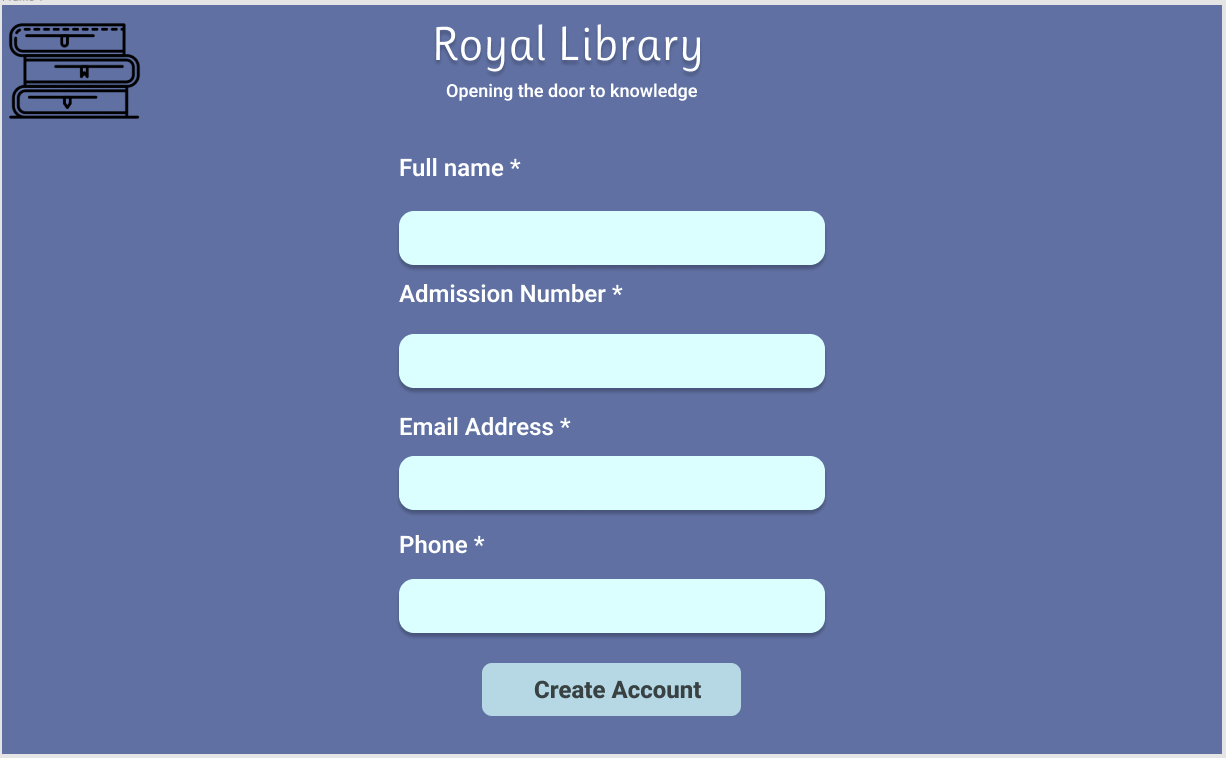 Royal Library
Opening the door to knowledge
Full name *
Admission Number *
Email Address *
Phone *
Create Account